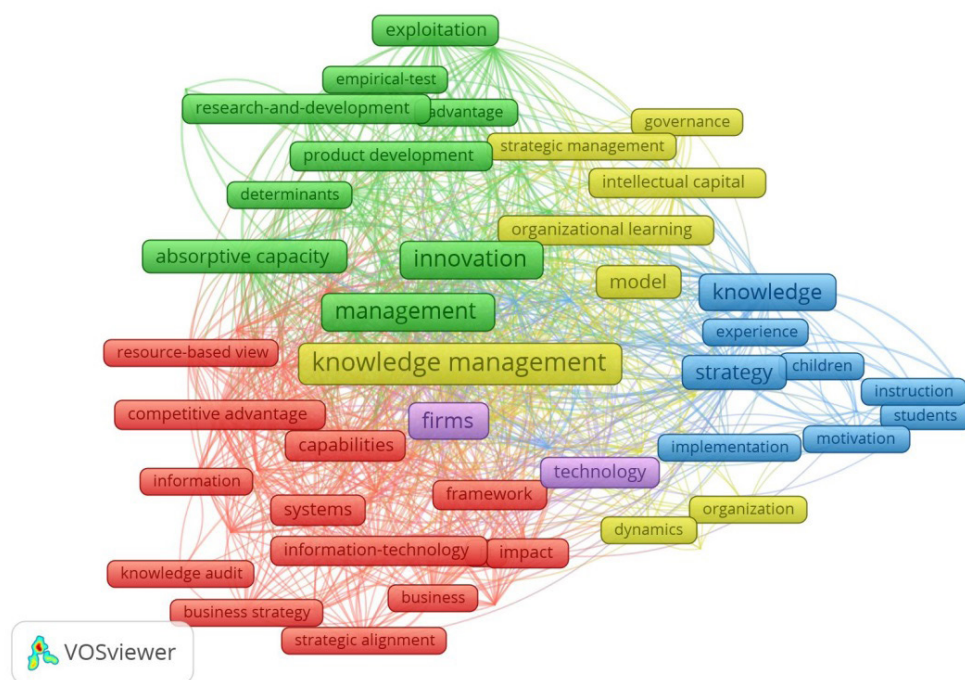 exploitation
empirical-test
research-and-development
advantage
governance
strategic management
product development
intellectual capital
determinants
organizational learning
absorptive capacity
innovation
model
knowledge
management
experience
resource-based view
knowledge management
strategy
children
instruction
competitive advantage
firms
students
capabilities
implementation
motivation
technology
information
framework
systems
organization
dynamics
information-technology
impact
knowledge audit
business
business strategy
strategic alignment
VOSviewer